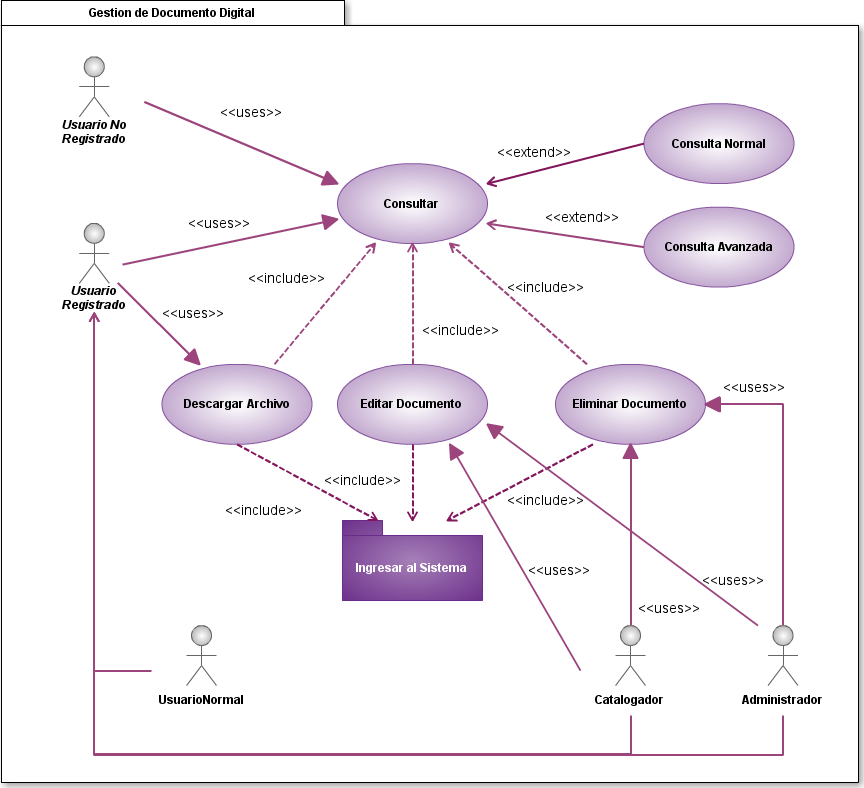 Gestion de Documento Digital
Usuario No
Registrado
<<uses>>
Consulta Normal
<<extend>>
Consultar
<<uses>>
<<extend>>
Consulta Avanzada
Usuario
Registrado
<<include>>
<<include>>
<<uses>>
<<include>>
Descargar Archivo
Editar Documento
Eliminar Documento
<<uses>>
<<include>>
<<include>>
<<include>>
Ingresar al Sistema
<<uses>>
<<uses>>
<<uses>>
UsuarioNormal
Catalogador
Administrador